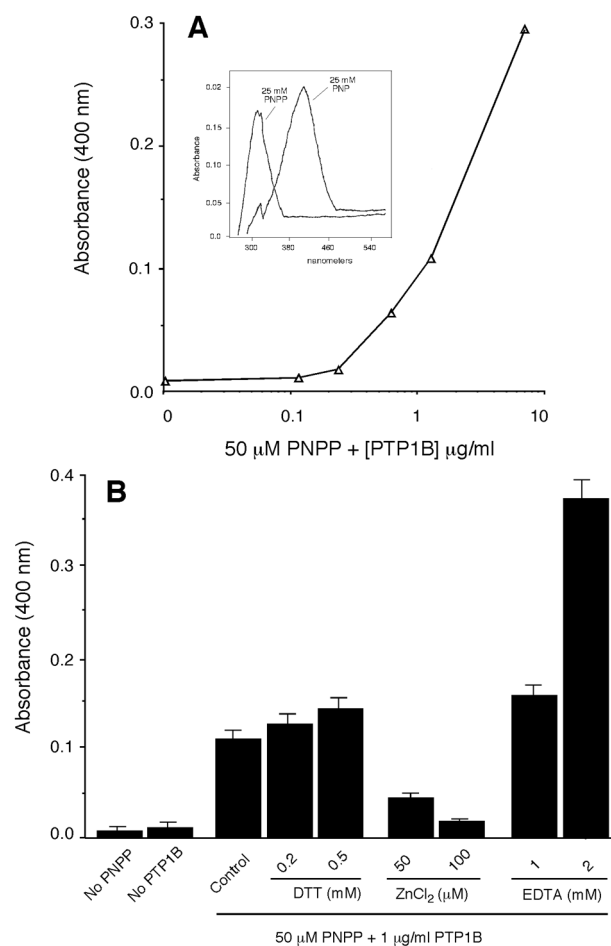 A
0.3
0.2
0.1
0.0
Absorbance (400 nm)
0 0.1 1 10
50 μM PNPP + [PTP1B] μg/ml
25 mM
PNPP
25 mM
PNP
0.02
0.15
0.10
0.05
0.0
Absorbance
300 380 460 540
nanometers
B
0.4
0.3
0.2
0.1
0.0
Absorbance (400 nm)
No PNPP
No PTP1B
Control
0.2
0.5
50
100
1
2
DTT (mM)
ZnCl2 (μM)
EDTA (mM)
50 μM PNPP + 1 μg/ml PTP1B